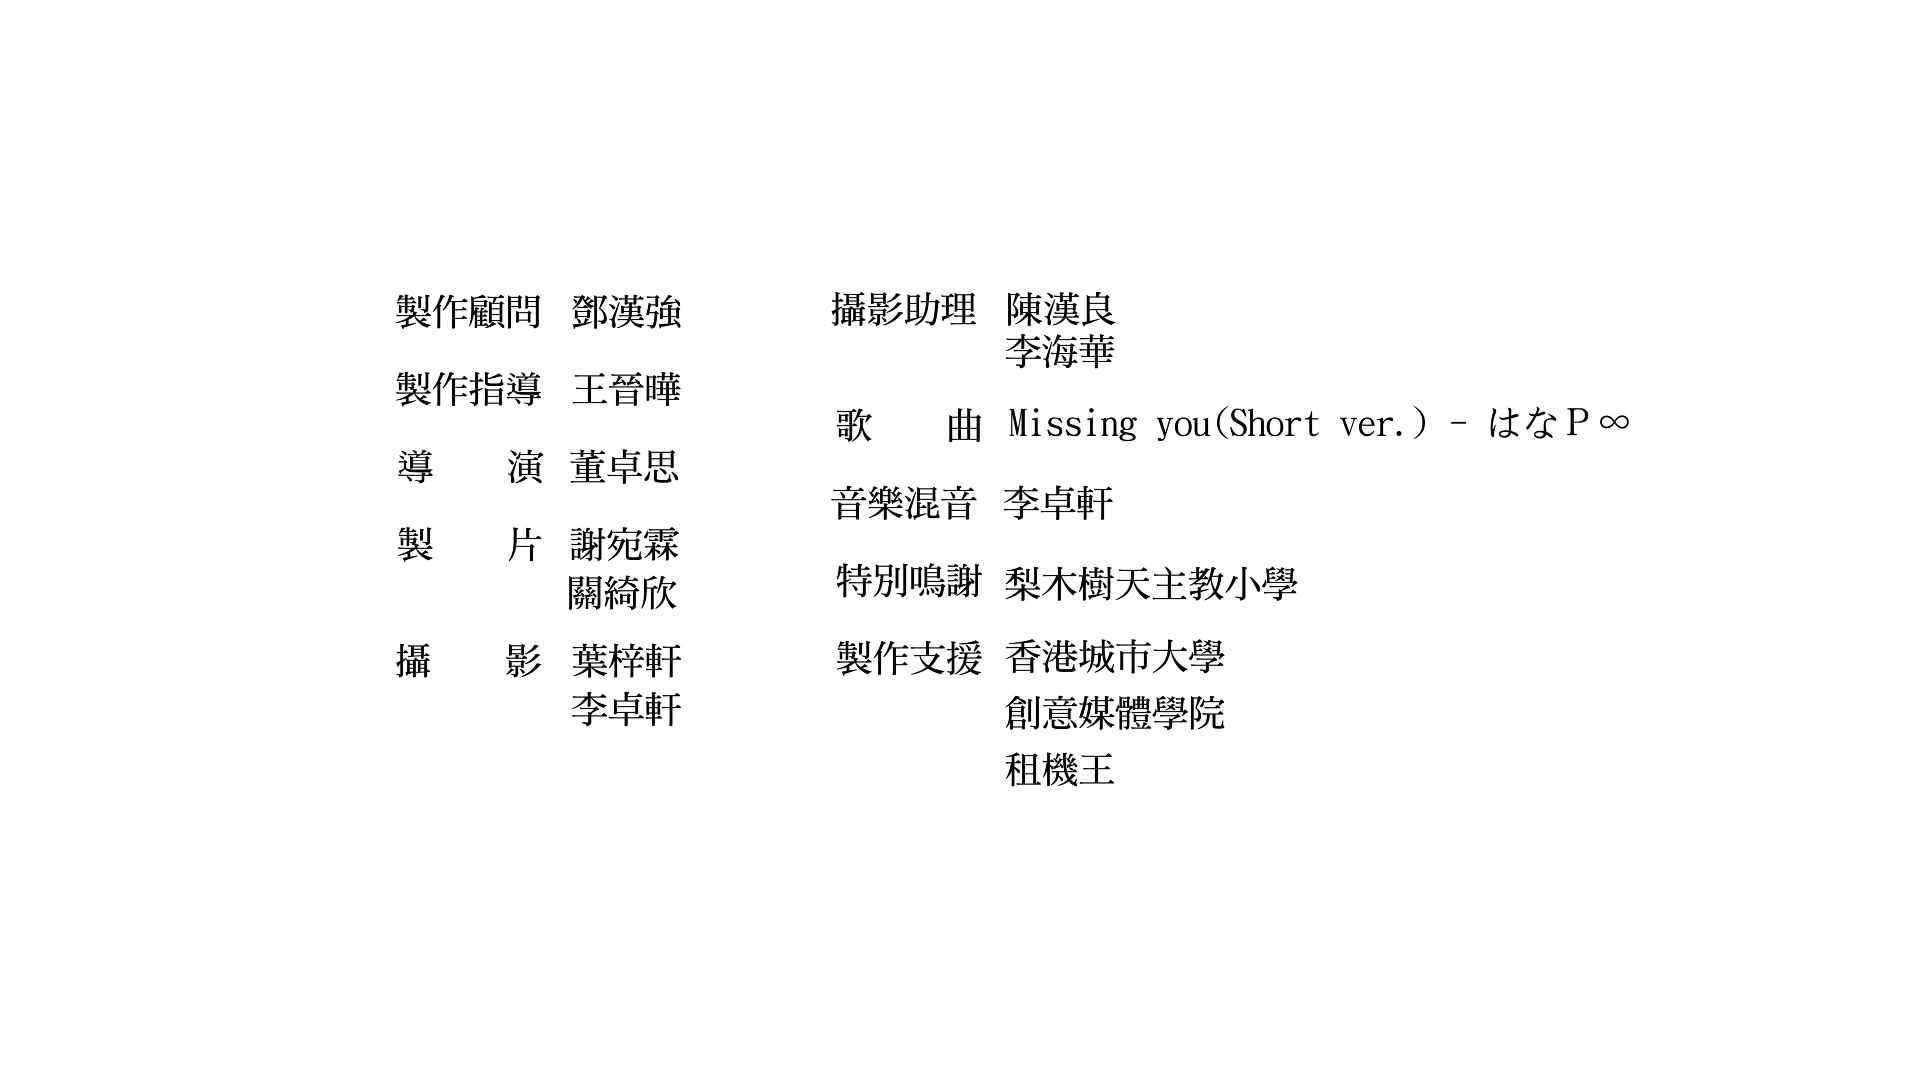 製作顧問 鄧漢強
製作指導 王晉曄
導 演 董卓思
製 片 謝宛霖
關綺欣
攝 影 葉梓軒
李卓軒
攝影助理 陳漢良
李海華
歌 曲 Missing you(Short ver.) - はなP∞
音樂混音 李卓軒
特別鳴謝 梨木樹天主教小學
製作支援 香港城市大學
創意媒體學院
租機王